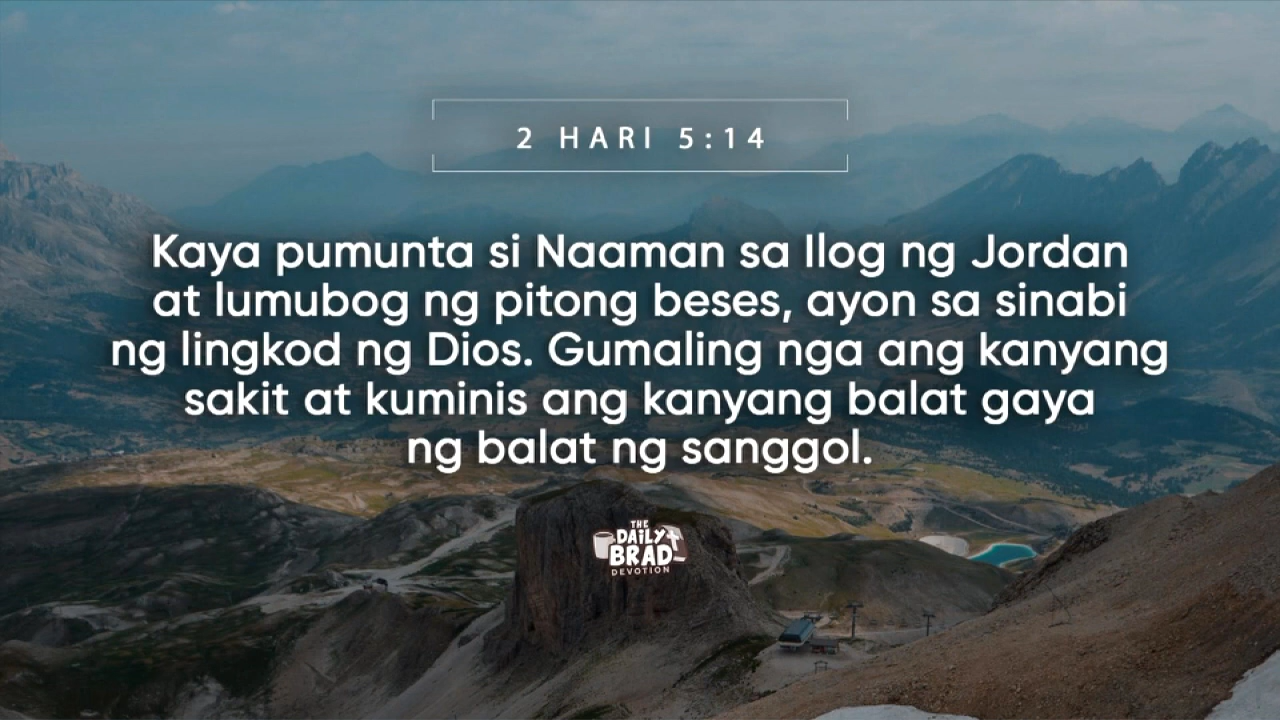 2 HARI 5:14
Kaya pumunta si Naaman sa Ilog ng Jordan
at lumubog ng pitong beses, ayon sa sinabi
ng lingkod ng Dios. Gumaling nga ang kanyang
sakit at kuminis ang kanyang balat gaya
ng balat ng sanggol.
THE
DAILY
BRAD
DEVOTION